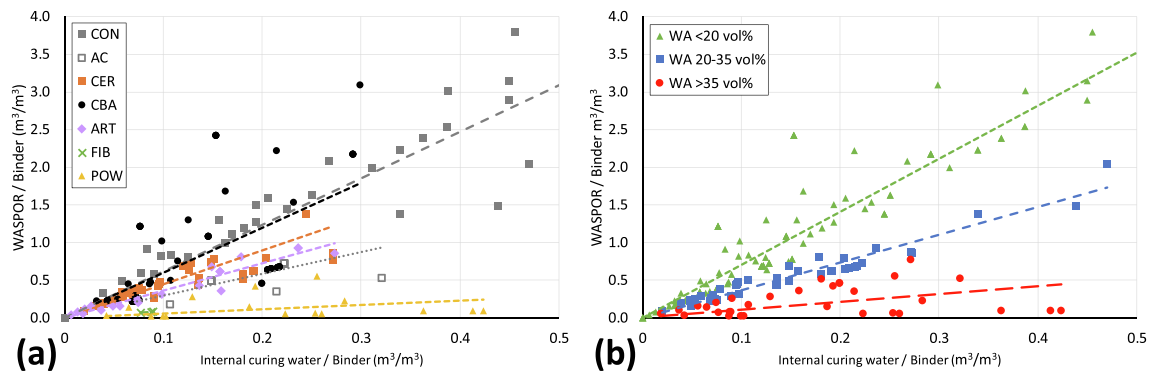 4.0
3.5
3.0
2.5
2.0
1.5
1.0
0.5
0.0
WASPOR / Binder (m³/m³)
CON
AC
CER
CBA
ART
FIB
POW
0 0.1 0.2 0.3 0.4 0.5
Internal curing water / Binder (m³/m³)
(a)
4.0
3.5
3.0
2.5
2.0
1.5
1.0
0.5
0.0
WASPOR / Binder m³/m³
WA <20 vol%
WA 20-35 vol%
WA >35 vol%
0 0.1 0.2 0.3 0.4 0.5
Internal curing water / Binder (m³/m³)
(b)